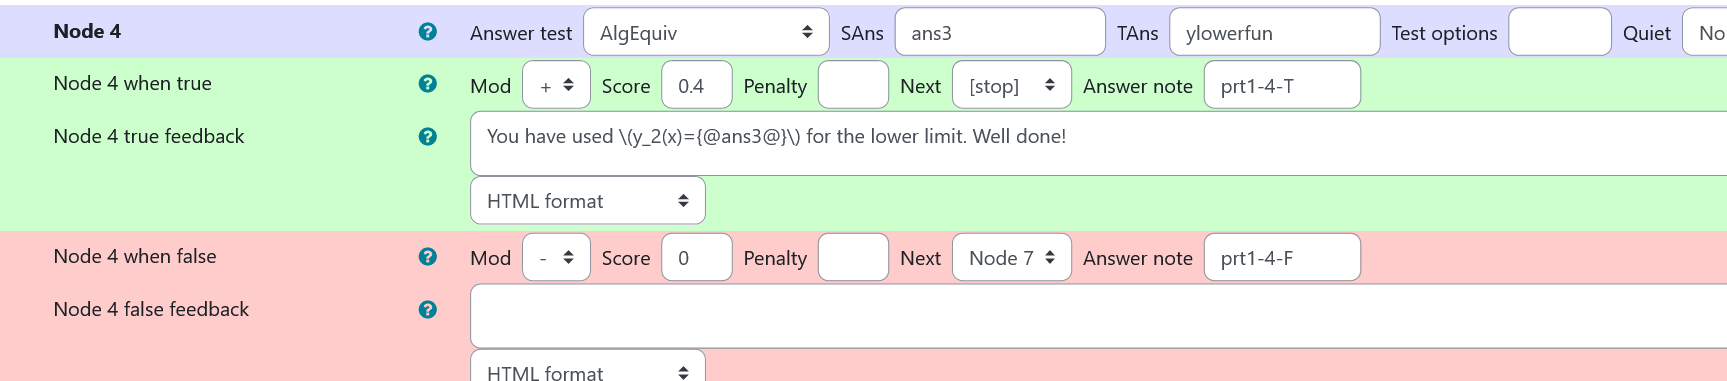 Node 4 Answer test AlgEquiv SAns ans3 TAns ylowerfun Test options Quiet No
Node 4 when true Mod + Score 0.4 Penalty Next [stop] Answer note prt1-4-T
Node 4 true feedback You have used \(y_2(x)={@ans3@}\) for the lower limit. Well done!
HTML format
Node 4 when false Mod - Score 0 Penalty Next Node 7 Answer note prt1-4-F
Node 4 false feedback
HTML format